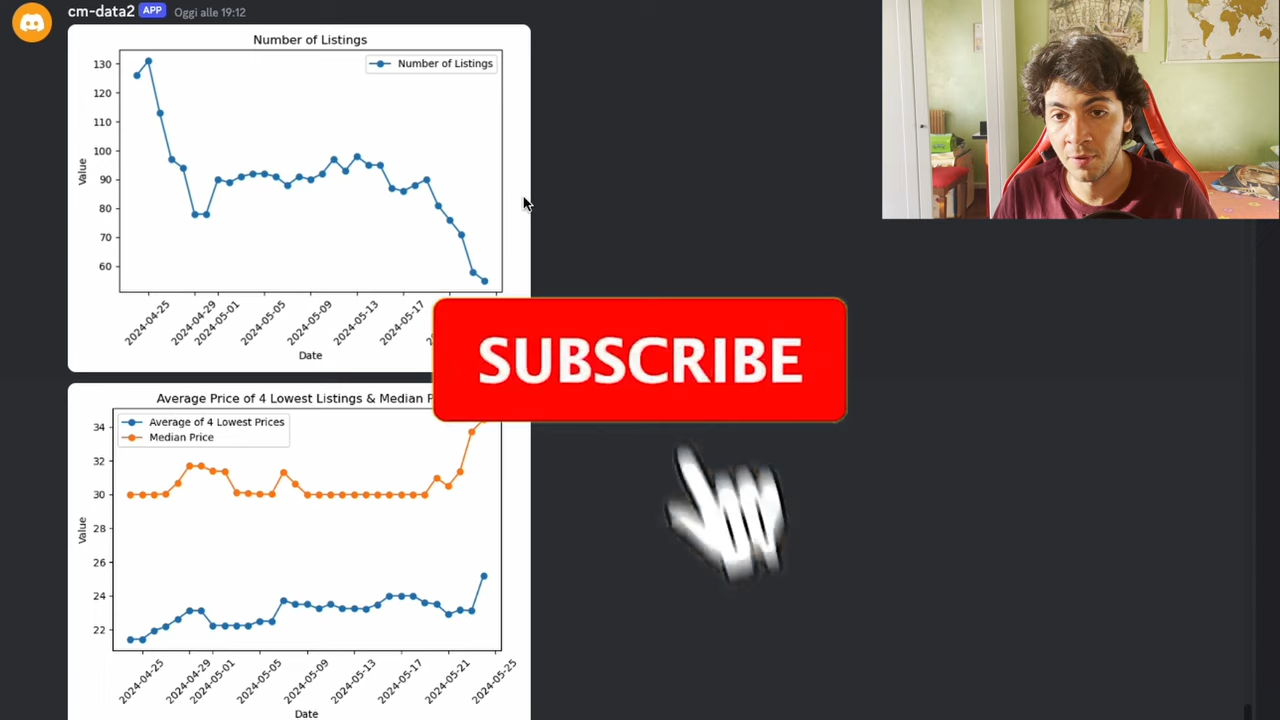 cm-data2 APP Oggi alle 19:12
Number of Listings
Number of Listings
130
120
110
100
90
80
70
60
Value
2024-04-25
2024-04-29
2024-05-01
2024-05-05
2024-05-09
2024-05-13
2024-05-17
Date
SUBSCRIBE
Average Price of 4 Lowest Listings & Median
Average of 4 Lowest Prices
Median Price
34
32
30
28
26
24
22
Value
2024-04-25
2024-04-29
2024-05-01
2024-05-05
2024-05-09
2024-05-13
2024-05-17
2024-05-21
2024-05-25
Date